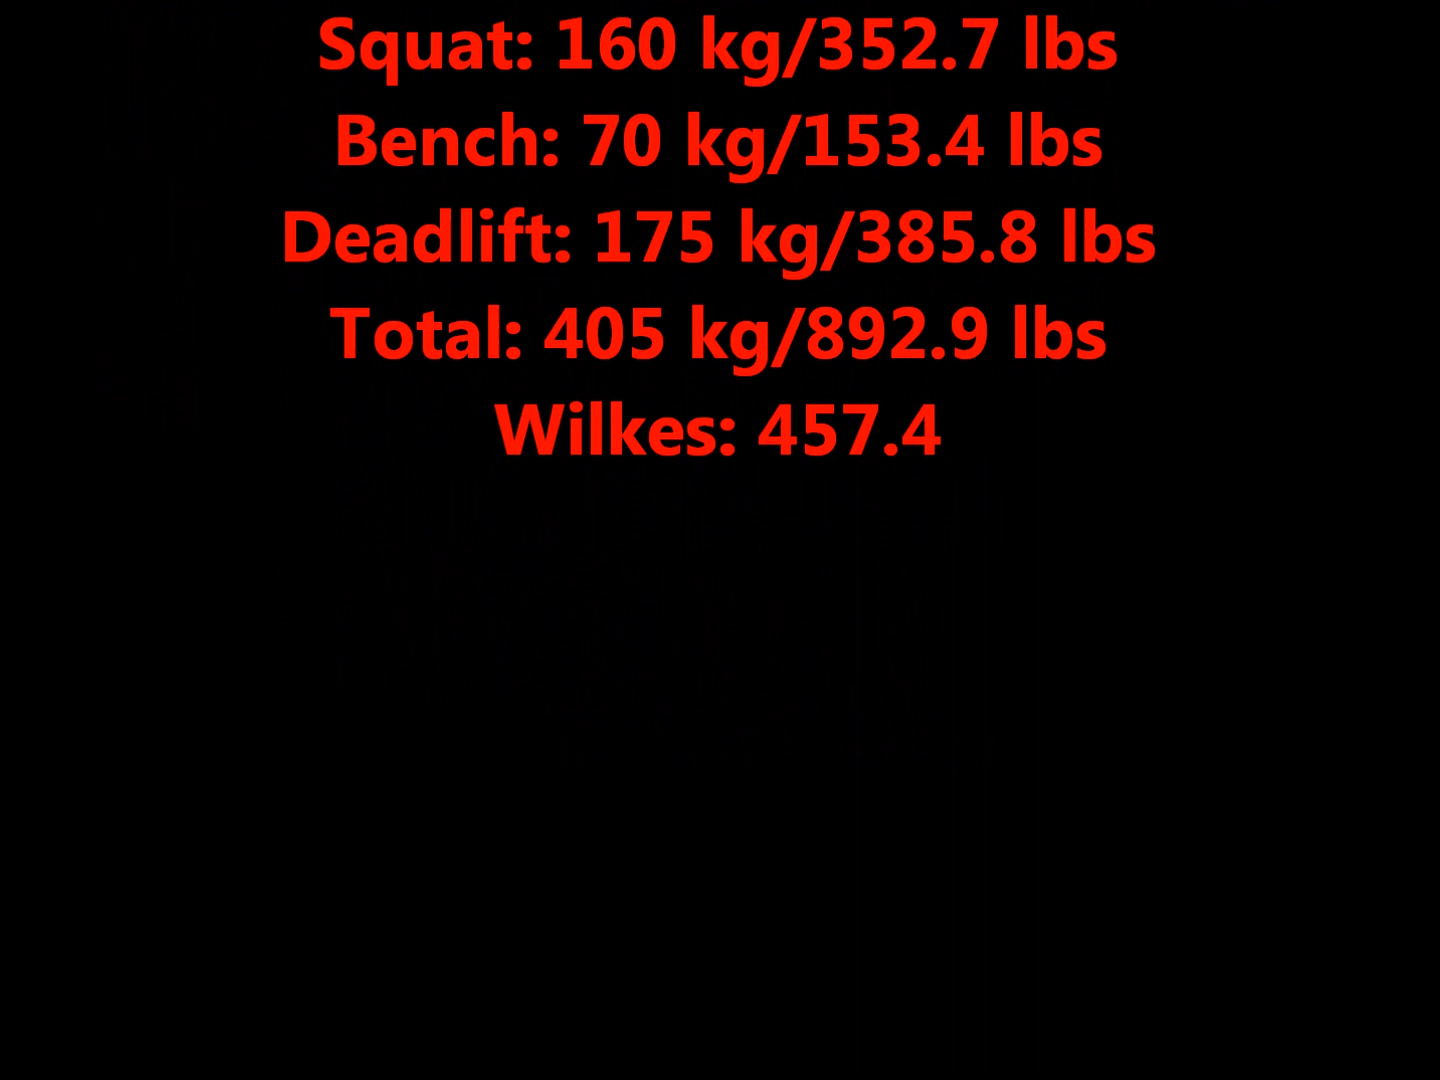 Squat: 160 kg/352.7 lbs
Bench: 70 kg/153.4 lbs
Deadlift: 175 kg/385.8 lbs
Total: 405 kg/892.9 lbs
Wilkes: 457.4